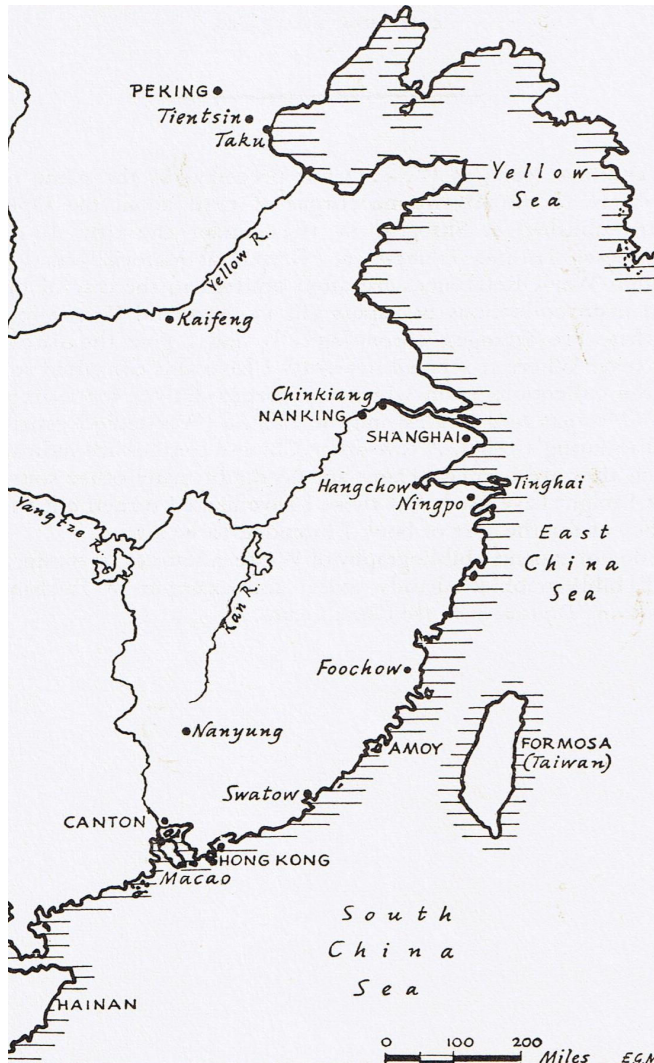 PEKING
Tientsin
Taku
Yellow
Sea
Yellow R.
Kaifeng
Chinkiang
NANKING
SHANGHAI
Hangchow
Tinghai
Ningpo
Yangtze R.
East
China
Sea
Kan R.
Foochow
Nanyung
AMOY
FORMOSA
(Taiwan)
Swatow
CANTON
HONG KONG
Macao
South
China
Sea
HAINAN
0 100 200
Miles